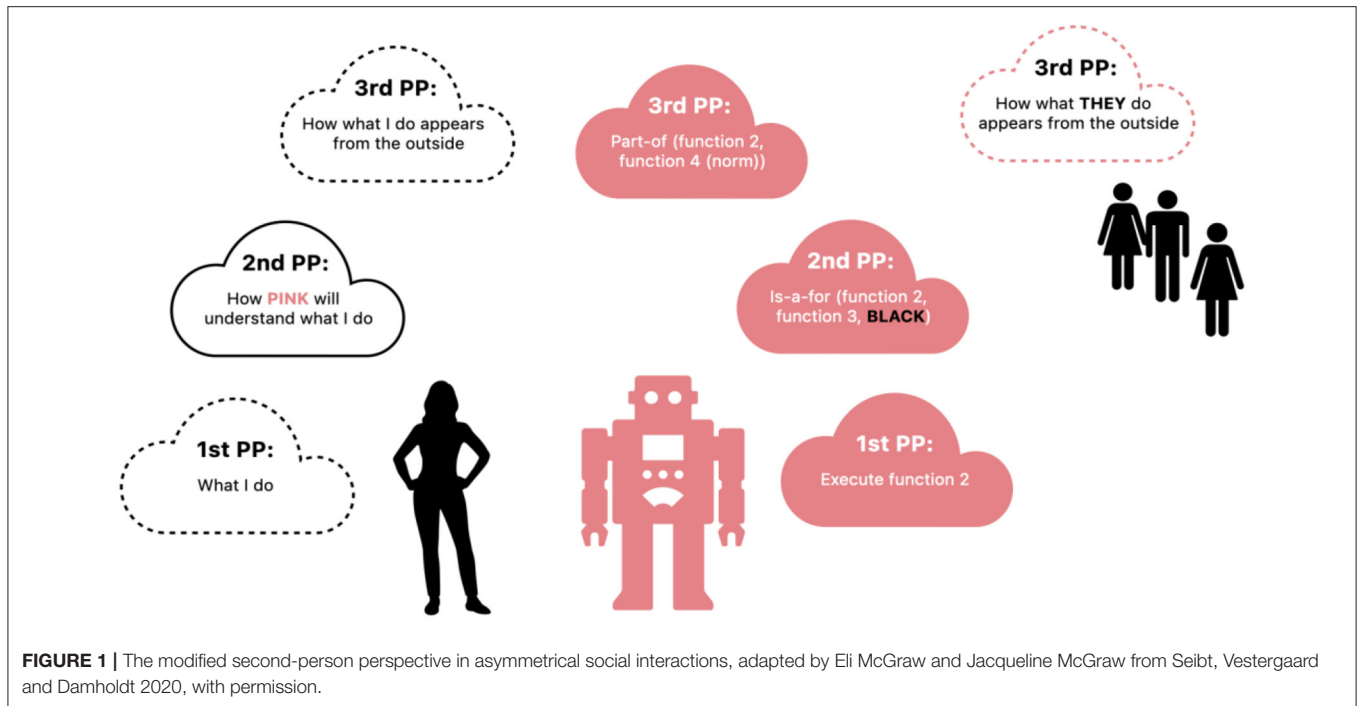 3rd PP:
How what I do appears
from the outside
3rd PP:
Part-of (function 2,
function 4 (norm))
3rd PP:
How what THEY do
appears from the outside
2nd PP:
How PINK will
understand what I do
2nd PP:
Is-a-for (function 2,
function 3, BLACK)
1st PP:
What I do
1st PP:
Execute function 2
FIGURE 1 | The modified second-person perspective in asymmetrical social interactions, adapted by Eli McGraw and Jacqueline McGraw from Seibt, Vestergaard
and Damholdt 2020, with permission.